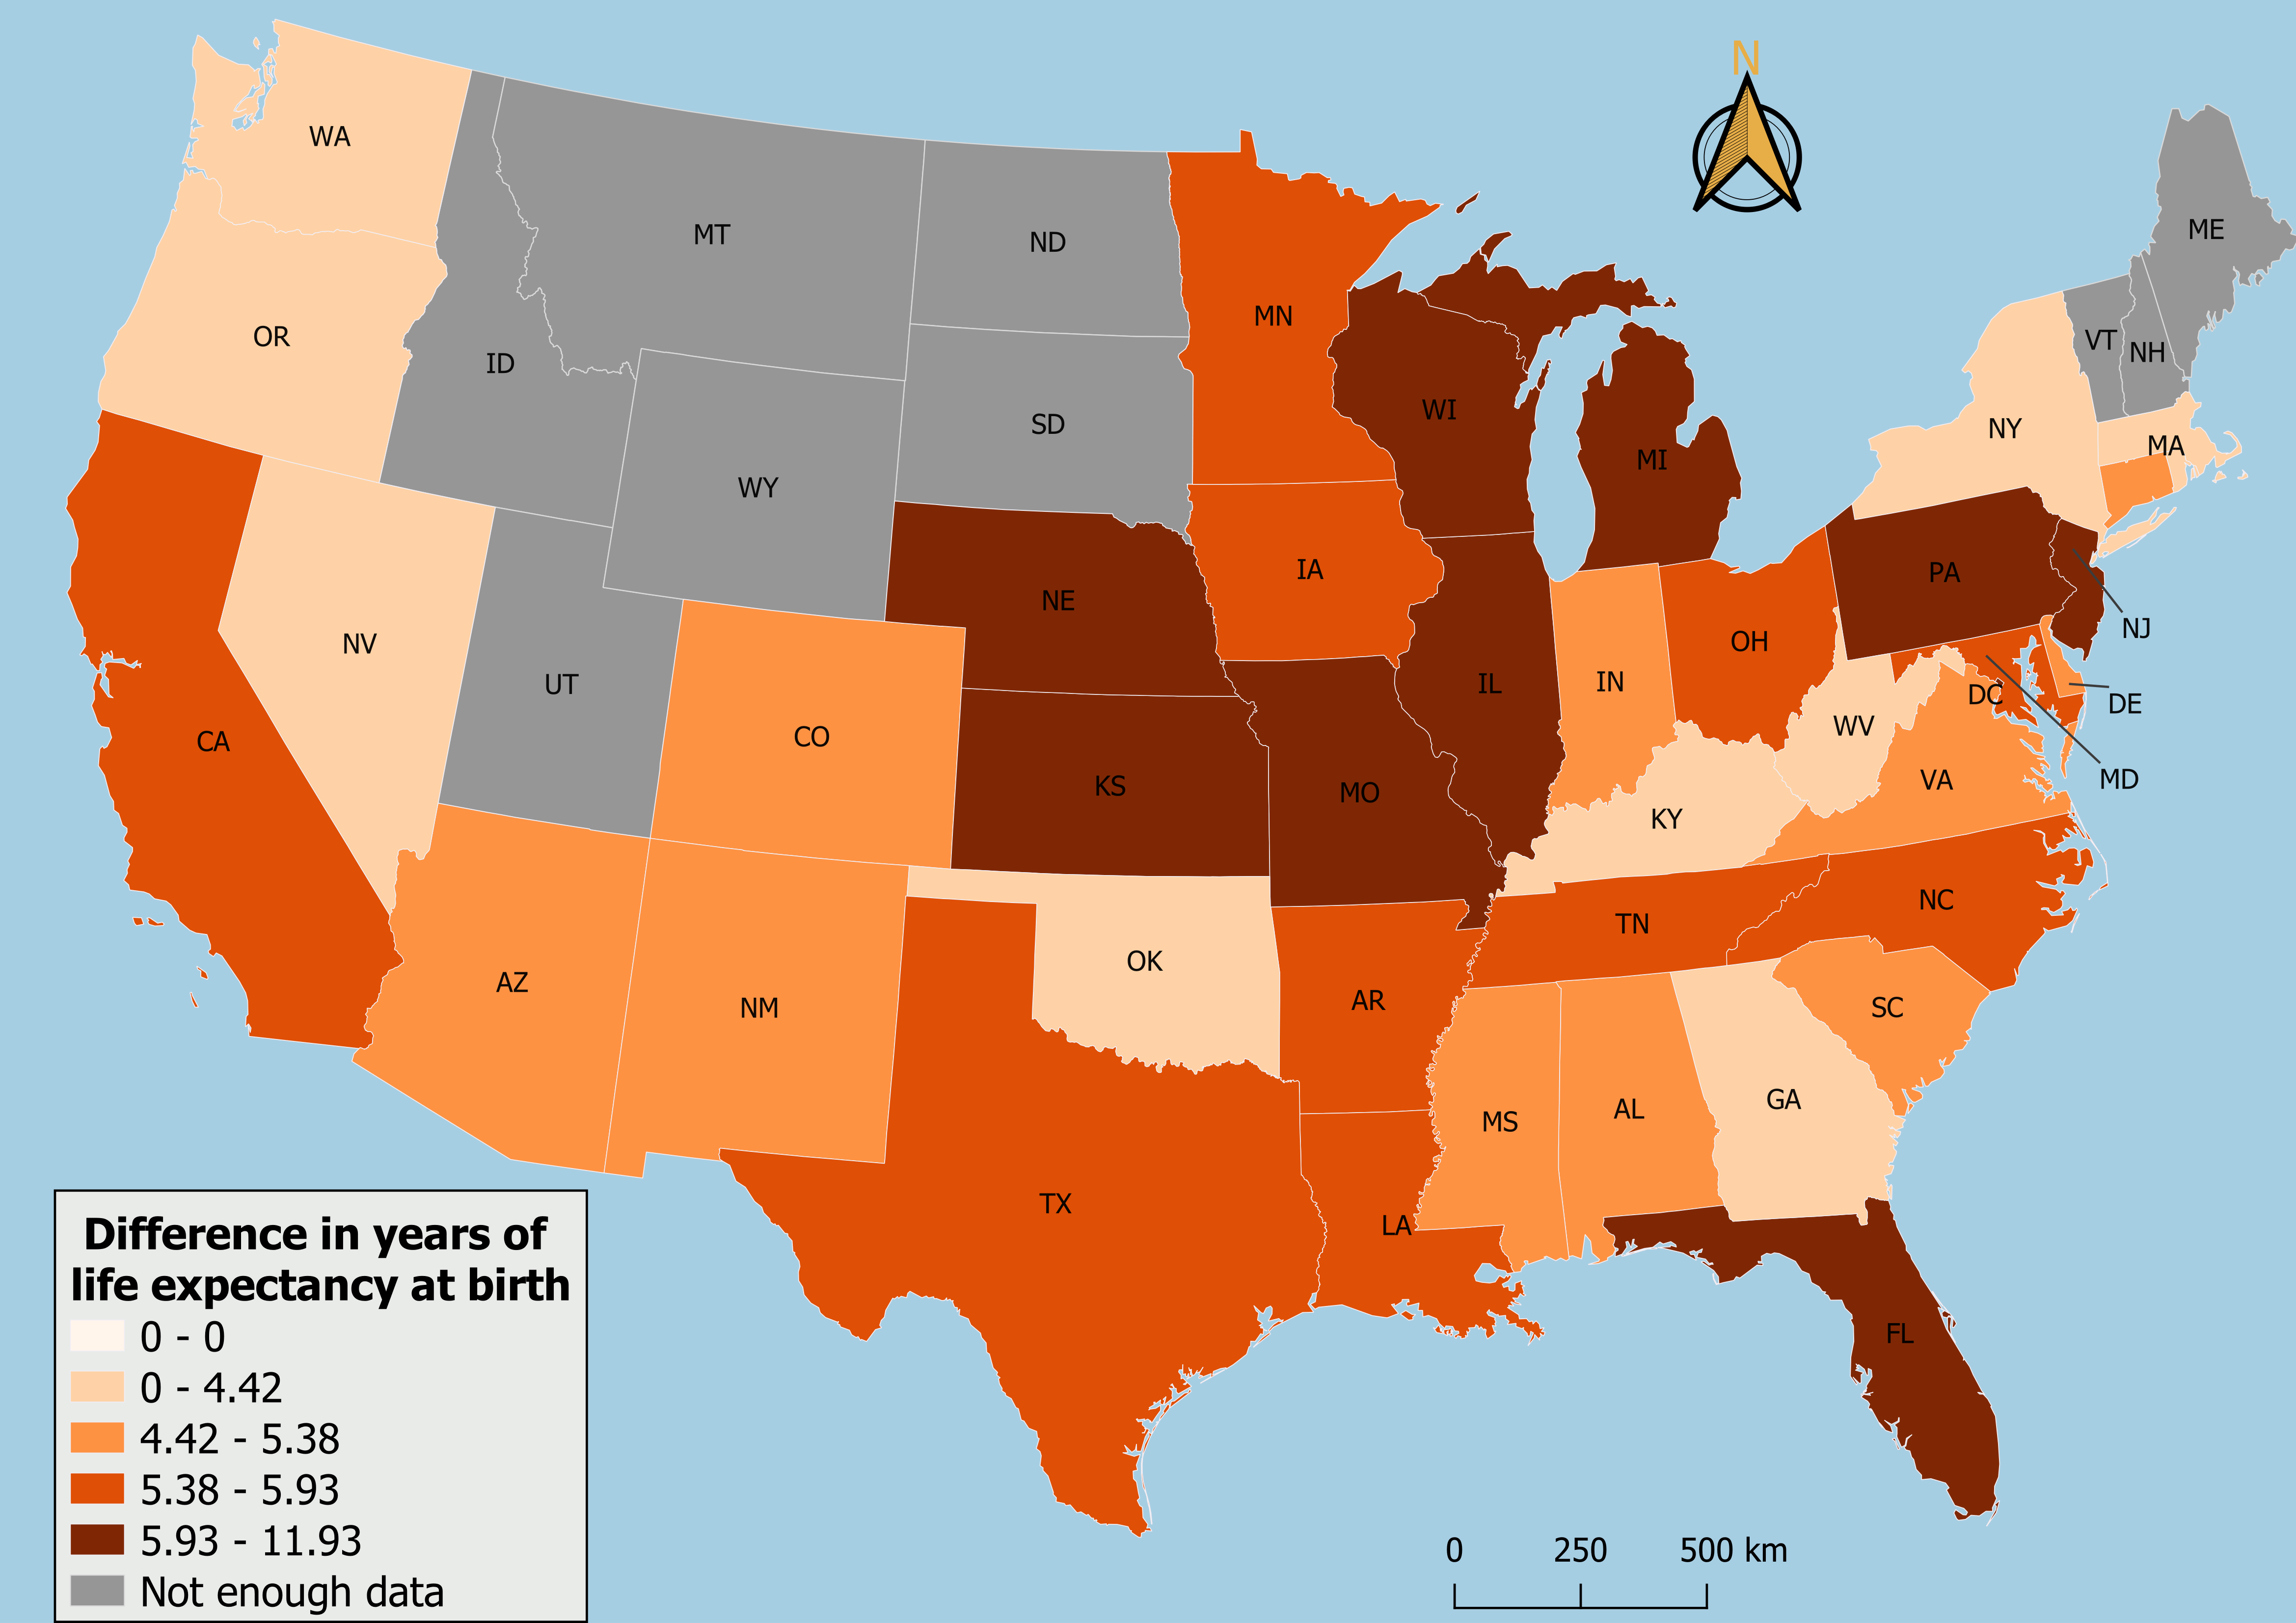 N
WA
MT
ND
MN
ME
OR
ID
SD
WI
MI
VT
NH
NY
MA
WY
NE
IA
PA
NJ
NV
UT
CO
IL
IN
OH
DC
DE
CA
KS
MO
WV
VA
MD
KY
AZ
NM
OK
AR
TN
NC
SC
TX
LA
MS
AL
GA
FL
Difference in years of
life expectancy at birth
0 - 0
0 - 4.42
4.42 - 5.38
5.38 - 5.93
5.93 - 11.93
Not enough data
0 250 500 km